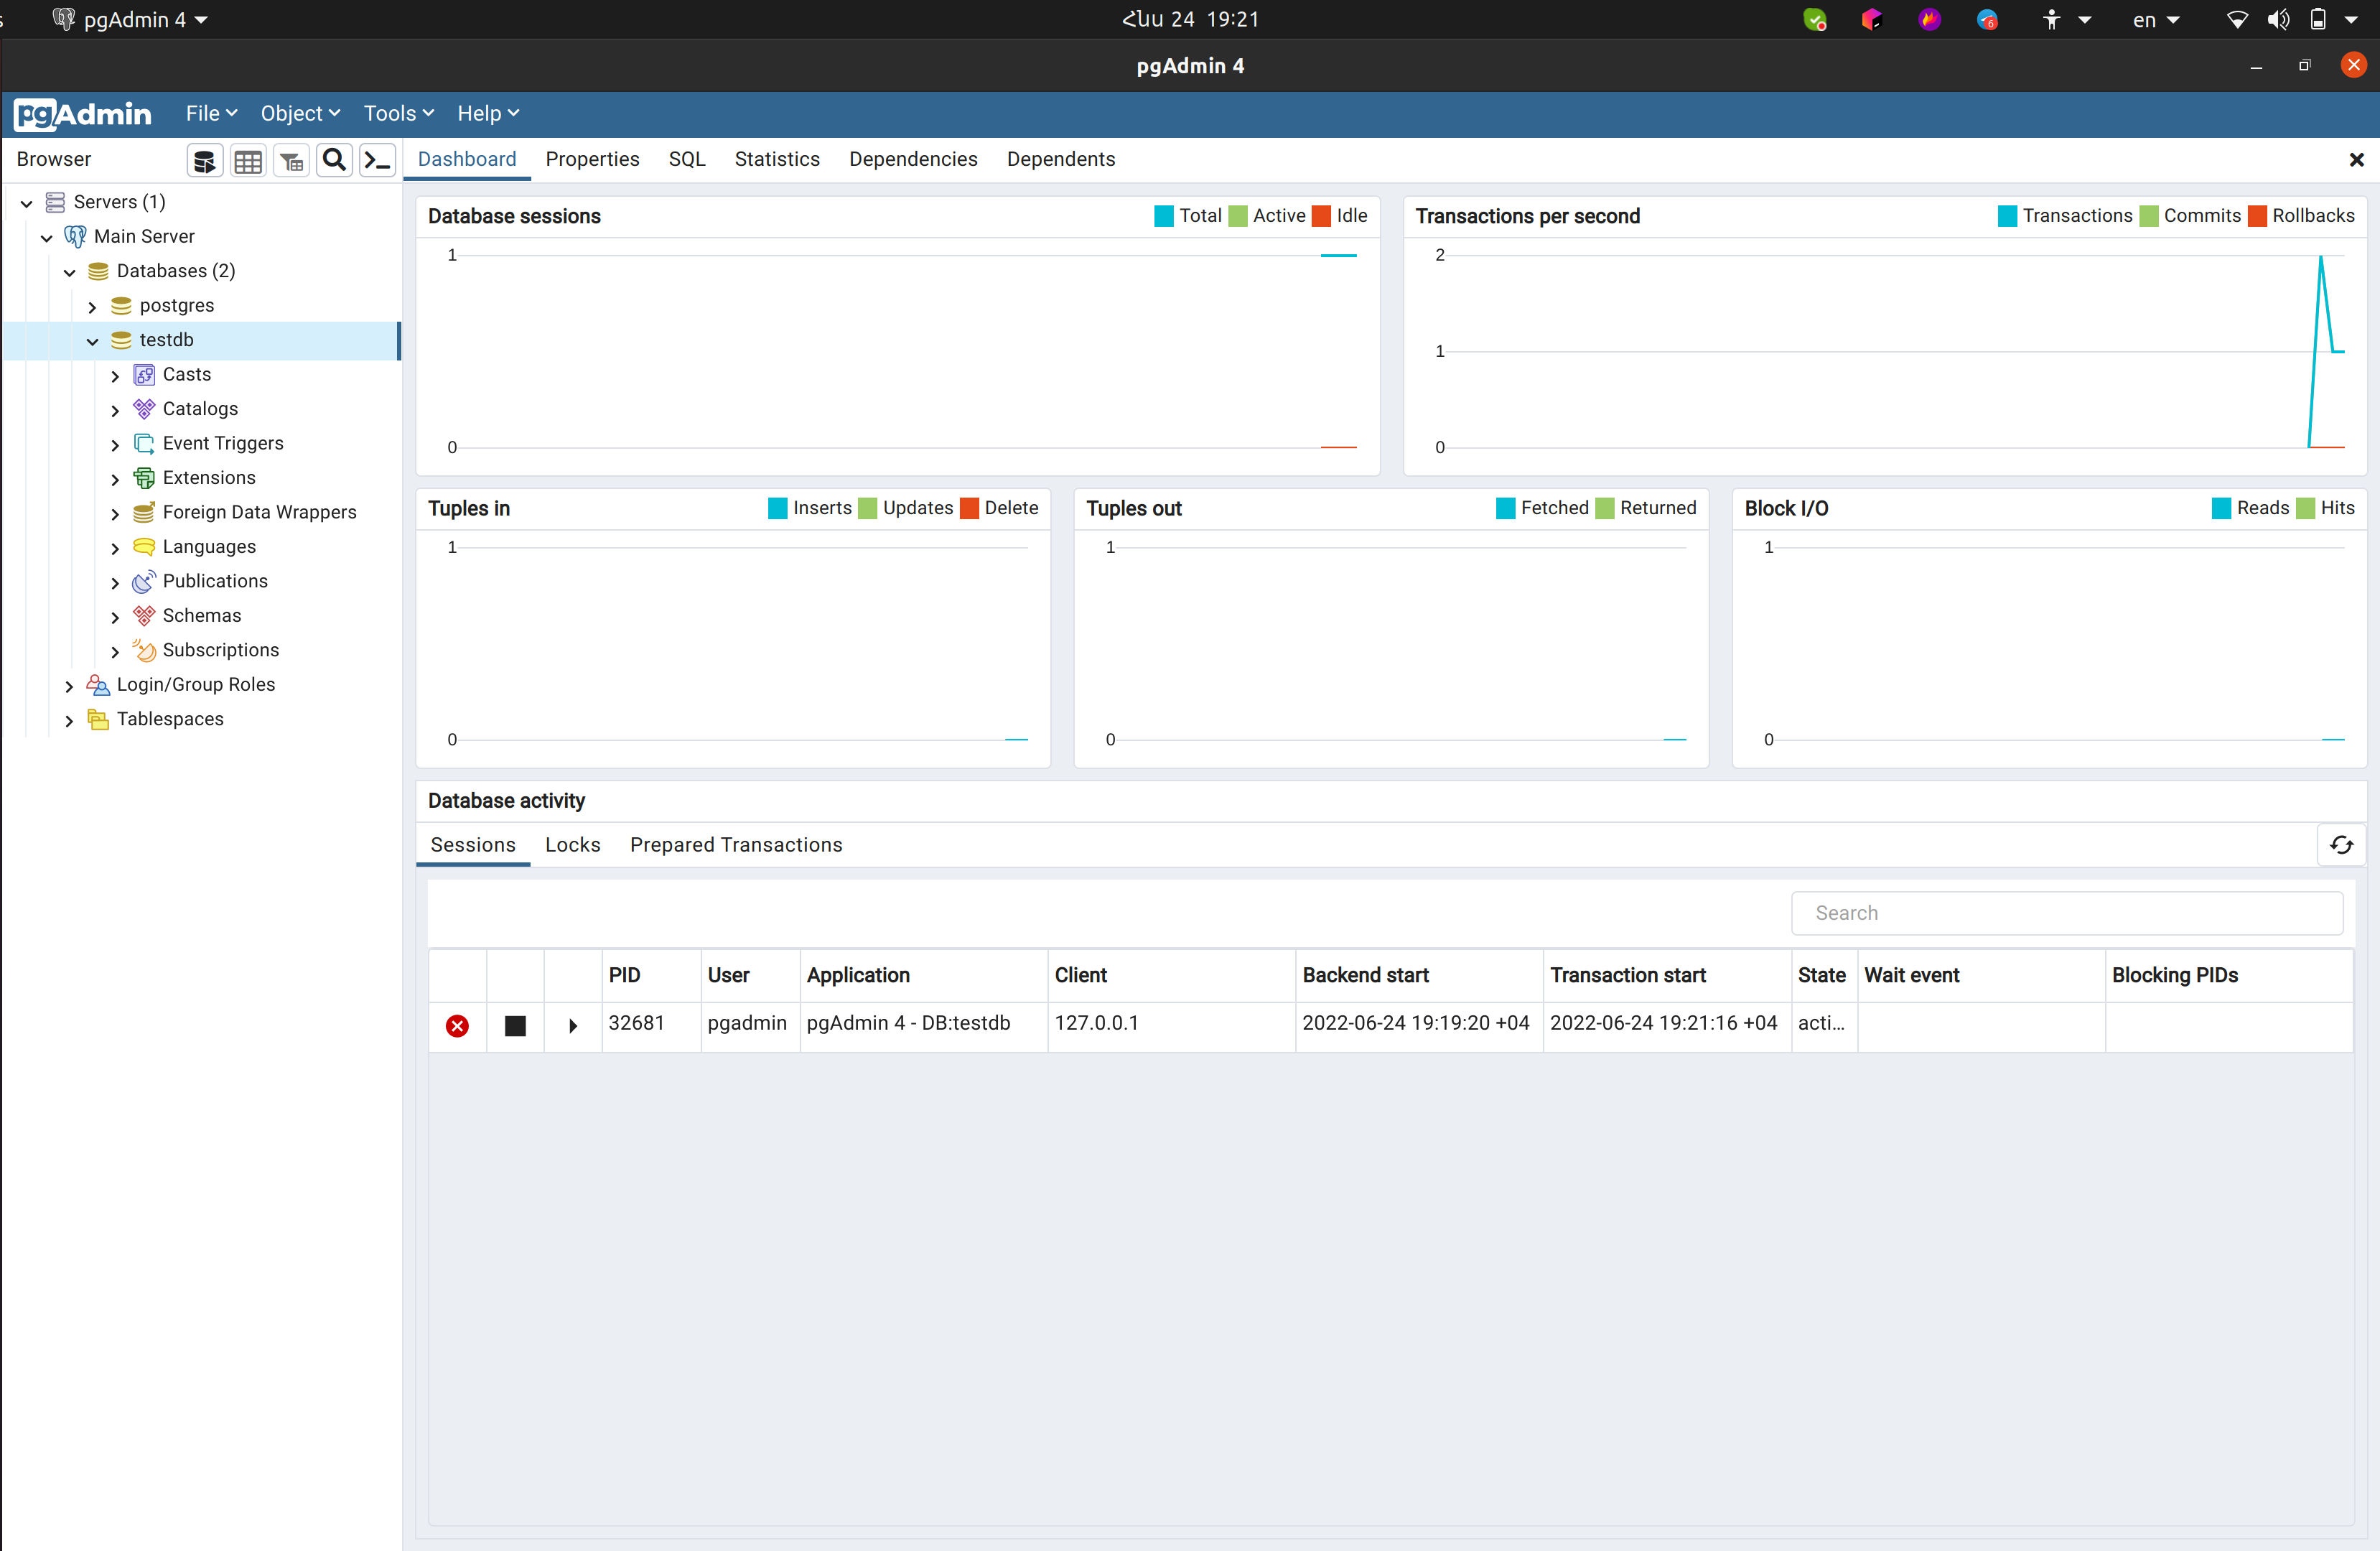 pgAdmin 4
Հնս 24 19:21
en
pgAdmin 4
pgAdmin
File
Object
Tools
Help
Browser
Dashboard
Properties
SQL
Statistics
Dependencies
Dependents
Servers (1)
Main Server
Databases (2)
postgres
testdb
Casts
Catalogs
Event Triggers
Extensions
Foreign Data Wrappers
Languages
Publications
Schemas
Subscriptions
Login/Group Roles
Tablespaces
Database sessions
Total
Active
Idle
1
0
Transactions per second
Transactions
Commits
Rollbacks
2
1
0
Tuples in
Inserts
Updates
Delete
1
0
Tuples out
Fetched
Returned
1
0
Block I/O
Reads
Hits
1
0
Database activity
Sessions
Locks
Prepared Transactions
Search
PID User Application Client Backend start Transaction start State Wait event Blocking PIDs
32681 pgadmin pgAdmin 4 - DB:testdb 127.0.0.1 2022-06-24 19:19:20 +04 2022-06-24 19:21:16 +04 acti...